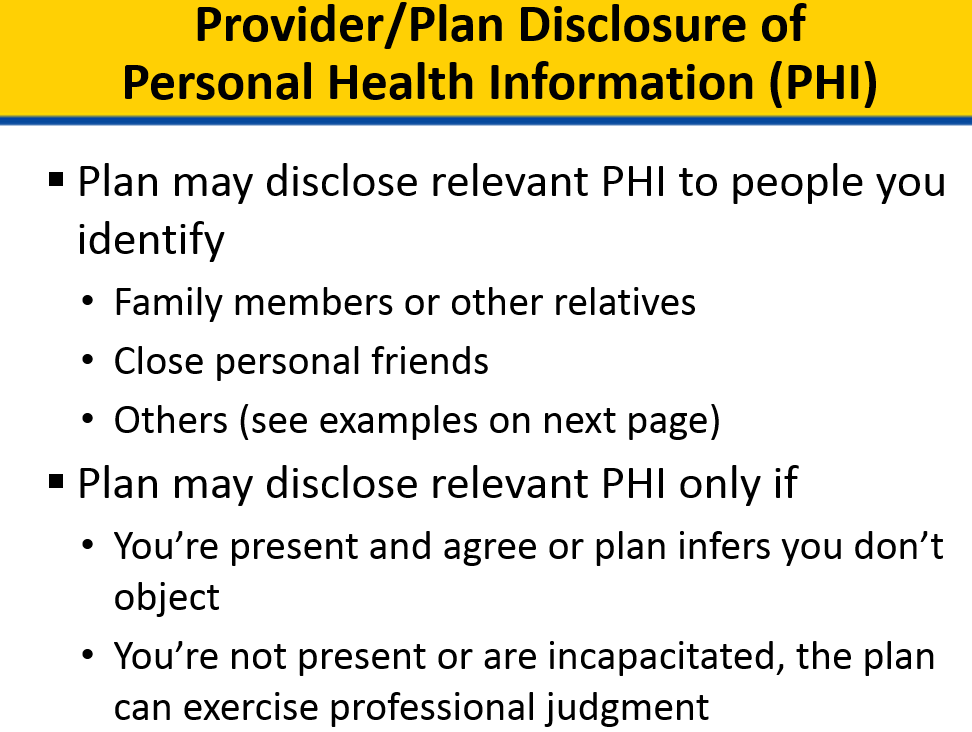 Provider/Plan Disclosure of
Personal Health Information (PHI)
▪ Plan may disclose relevant PHI to people you
identify
• Family members or other relatives
• Close personal friends
• Others (see examples on next page)
▪ Plan may disclose relevant PHI only if
• You’re present and agree or plan infers you don’t
object
• You’re not present or are incapacitated, the plan
can exercise professional judgment